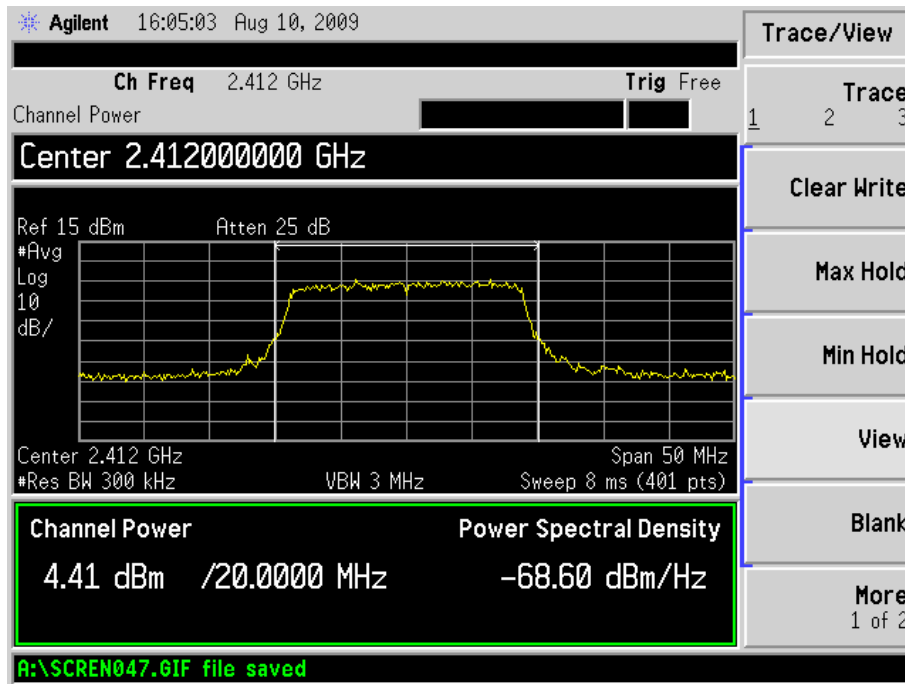 Agilent 16:05:03 Aug 10, 2009
Trace/View
Ch Freq 2.412 GHz Trig Free
Channel Power
Trace
1 2 3
Center 2.412000000 GHz
Clear Write
Ref 15 dBm Atten 25 dB
#Avg
Log
10
dB/
Max Hold
Min Hold
View
Center 2.412 GHz Span 50 MHz
#Res BW 300 kHz VBW 3 MHz Sweep 8 ms (401 pts)
Blank
Channel Power Power Spectral Density
4.41 dBm /20.0000 MHz -68.60 dBm/Hz
More
1 of 2
A:\SCREN047.GIF file saved